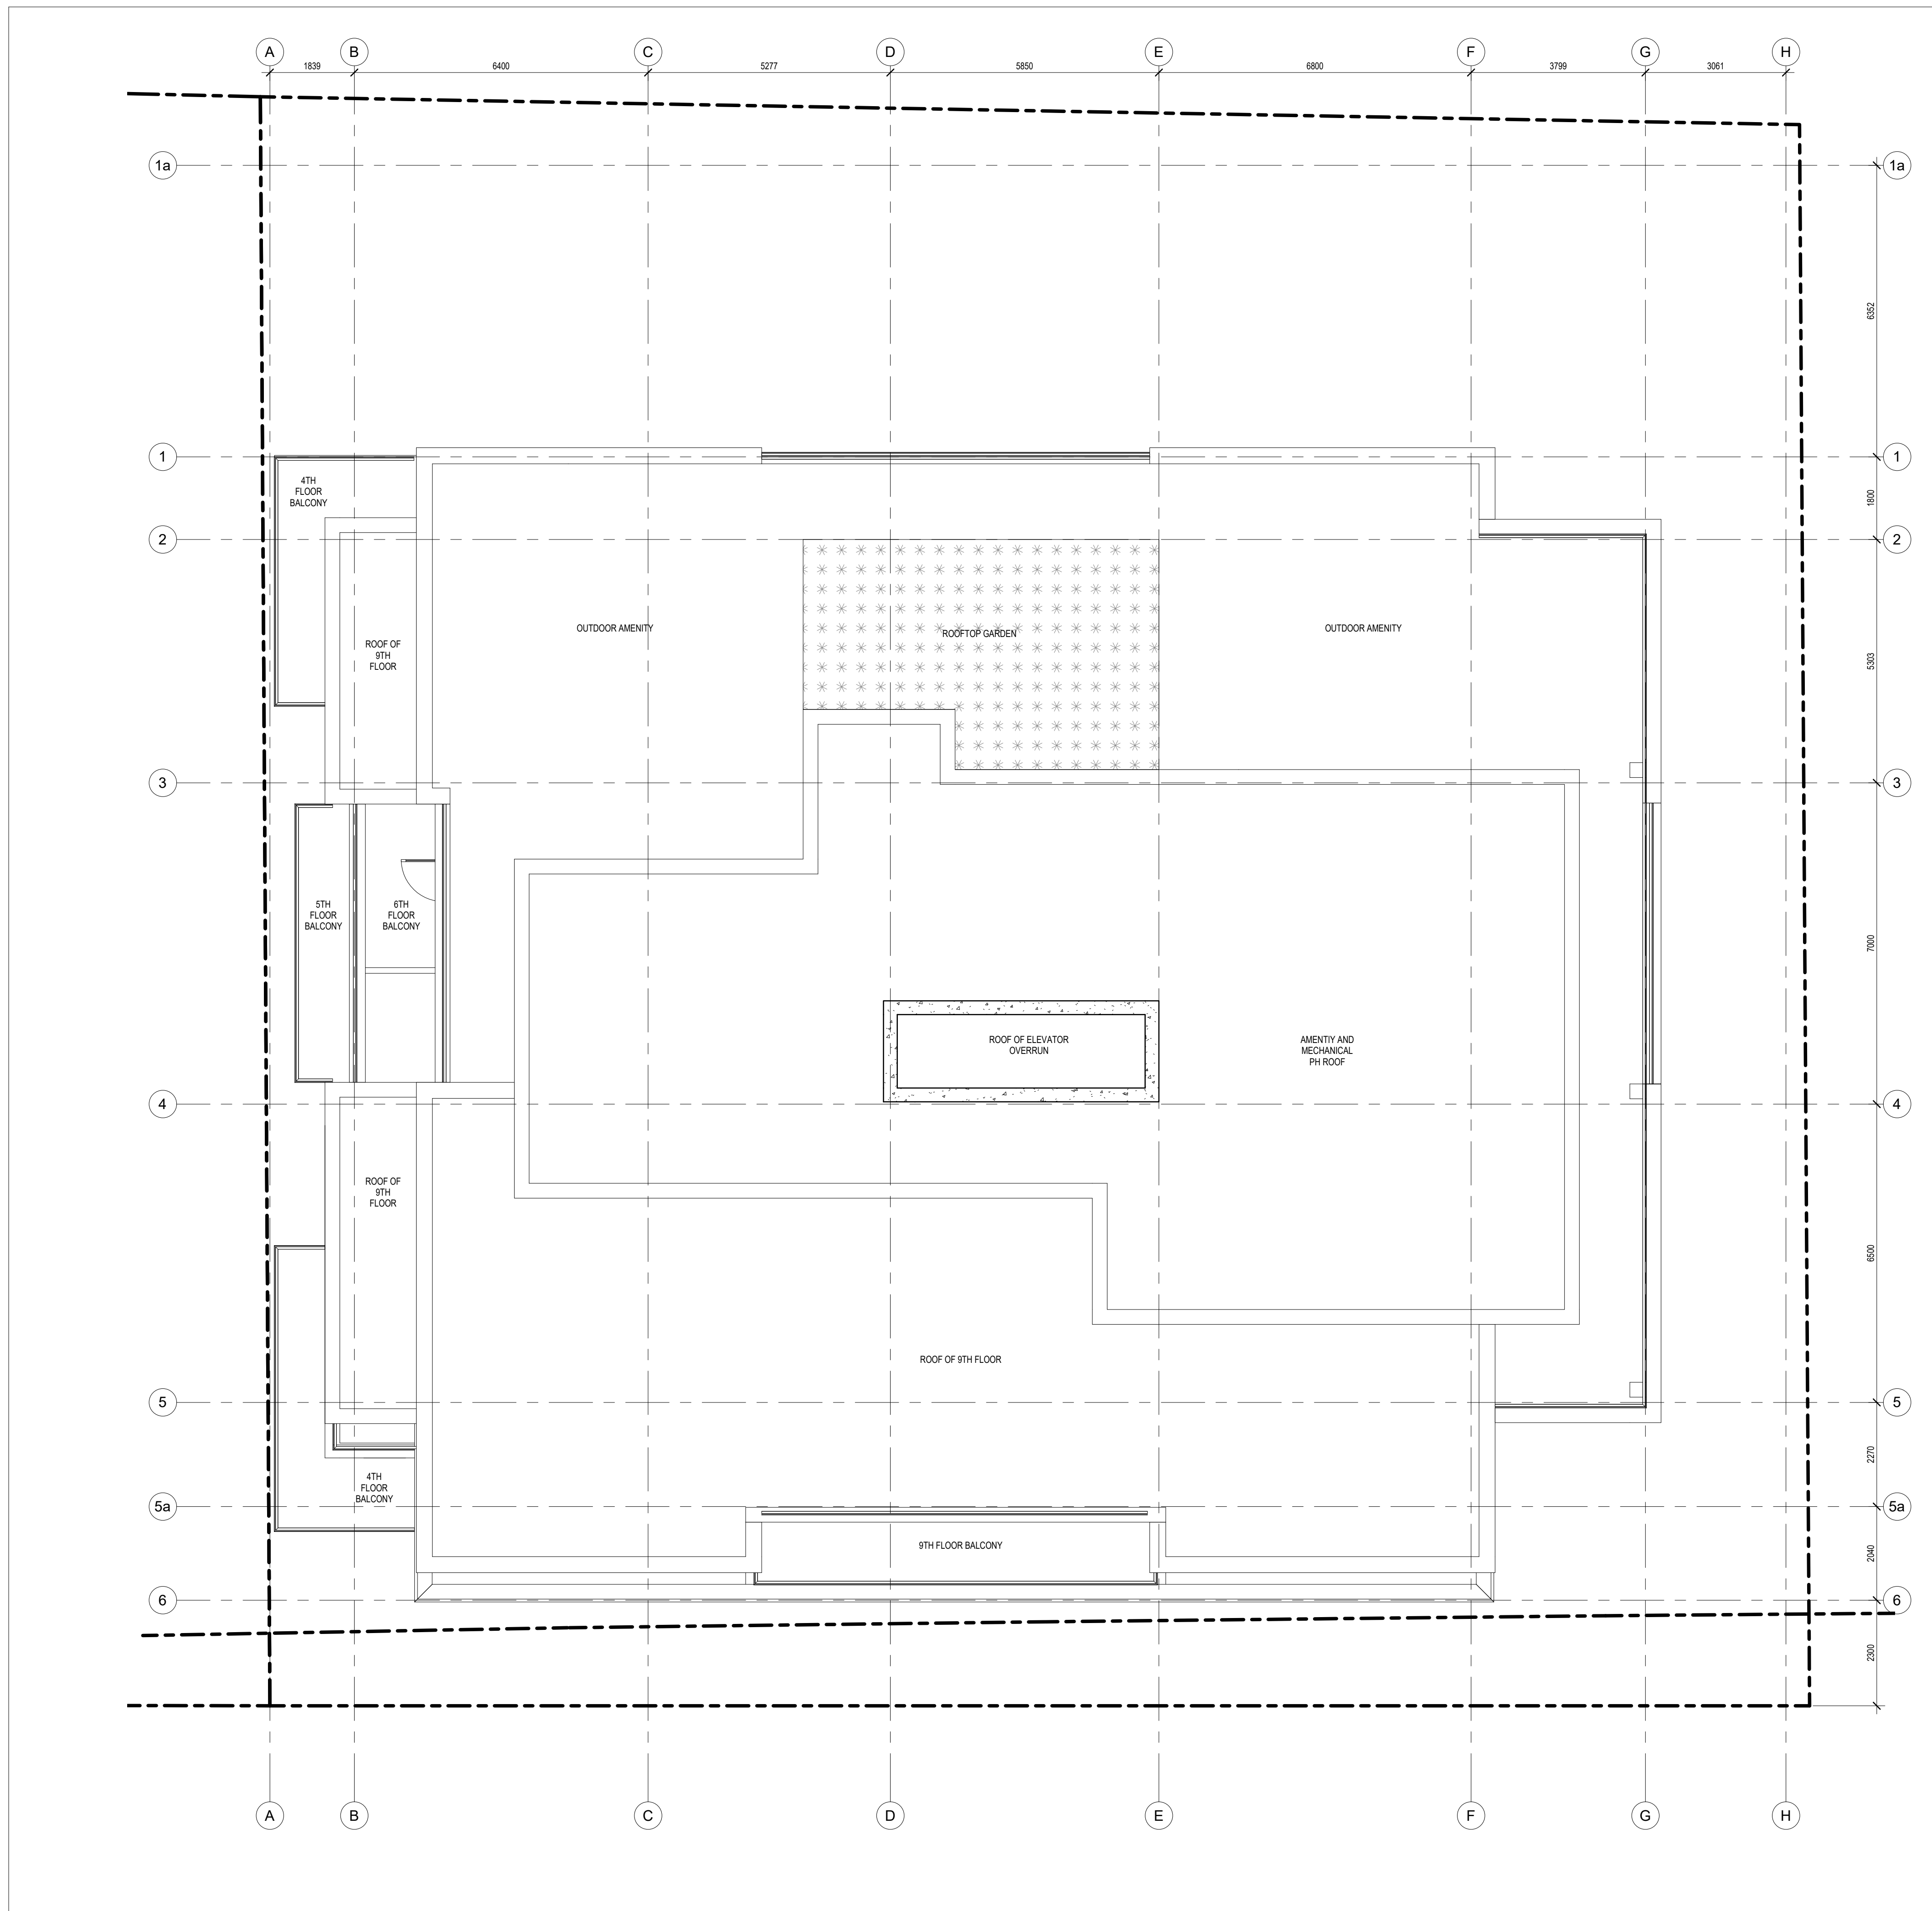 A B C D E F G H
1839 6400 5277 5850 6800 3799 3061
1a 1a
6352
1 1
4TH
FLOOR
BALCONY
1800
2 2
OUTDOOR AMENITY ROOFTOP GARDEN OUTDOOR AMENITY
ROOF OF
9TH
FLOOR
5303
3 3
5TH
FLOOR
BALCONY
6TH
FLOOR
BALCONY
7000
ROOF OF ELEVATOR
OVERRUN
AMENTIY AND
MECHANICAL
PH ROOF
4 4
ROOF OF
9TH
FLOOR
6500
ROOF OF 9TH FLOOR
5 5
2270
4TH
FLOOR
BALCONY
5a 5a
9TH FLOOR BALCONY
2040
6 6
2300
A B C D E F G H